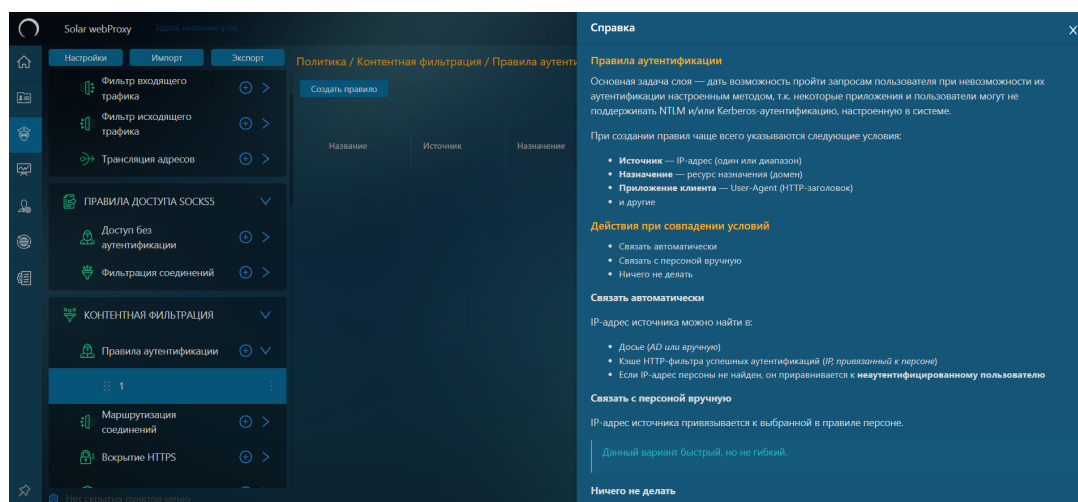 Solar webProxy
Задать название узла
Справка
X
Настройки
Импорт
Экспорт
Фильтр входящего
трафика
Фильтр исходящего
трафика
Трансляция адресов
ПРАВИЛА ДОСТУПА SOCKS5
Доступ без
аутентификации
Фильтрация соединений
КОНТЕНТНАЯ ФИЛЬТРАЦИЯ
Правила аутентификации
1
Маршрутизация
соединений
Вскрытие HTTPS
Нет скрытых пунктов меню
Политика / Контентная фильтрация / Правила аутенти
Создать правило
Название
Источник
Назначение
Правила аутентификации
Основная задача слоя — дать возможность пройти запросам пользователя при невозможности их
аутентификации настроенным методом, т.к. некоторые приложения и пользователи могут не
поддерживать NTLM и/или Kerberos-аутентификацию, настроенную в системе.
При создании правил чаще всего указываются следующие условия:
• Источник — IP-адрес (один или диапазон)
• Назначение — ресурс назначения (домен)
• Приложение клиента — User-Agent (HTTP-заголовок)
• и другие
Действия при совпадении условий
• Связать автоматически
• Связать с персоной вручную
• Ничего не делать
Связать автоматически
IP-адрес источника можно найти в:
• Досье (AD или вручную)
• Кэше HTTP-фильтра успешных аутентификаций (IP, привязанный к персоне)
• Если IP-адрес персоны не найден, он приравнивается к неаутентифицированному пользователю
Связать с персоной вручную
IP-адрес источника привязывается к выбранной в правиле персоне.
Данный вариант быстрый, но не гибкий.
Ничего не делать